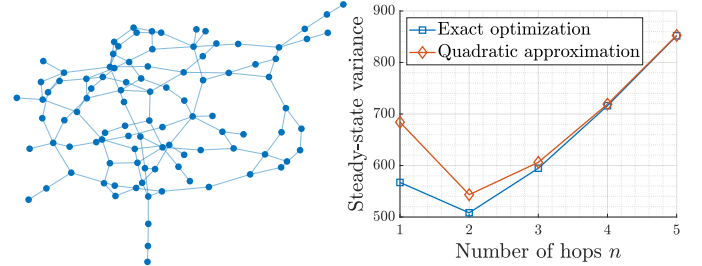 900
800
700
600
500
Steady-state variance
Exact optimization
Quadratic approximation
1 2 3 4 5
Number of hops n